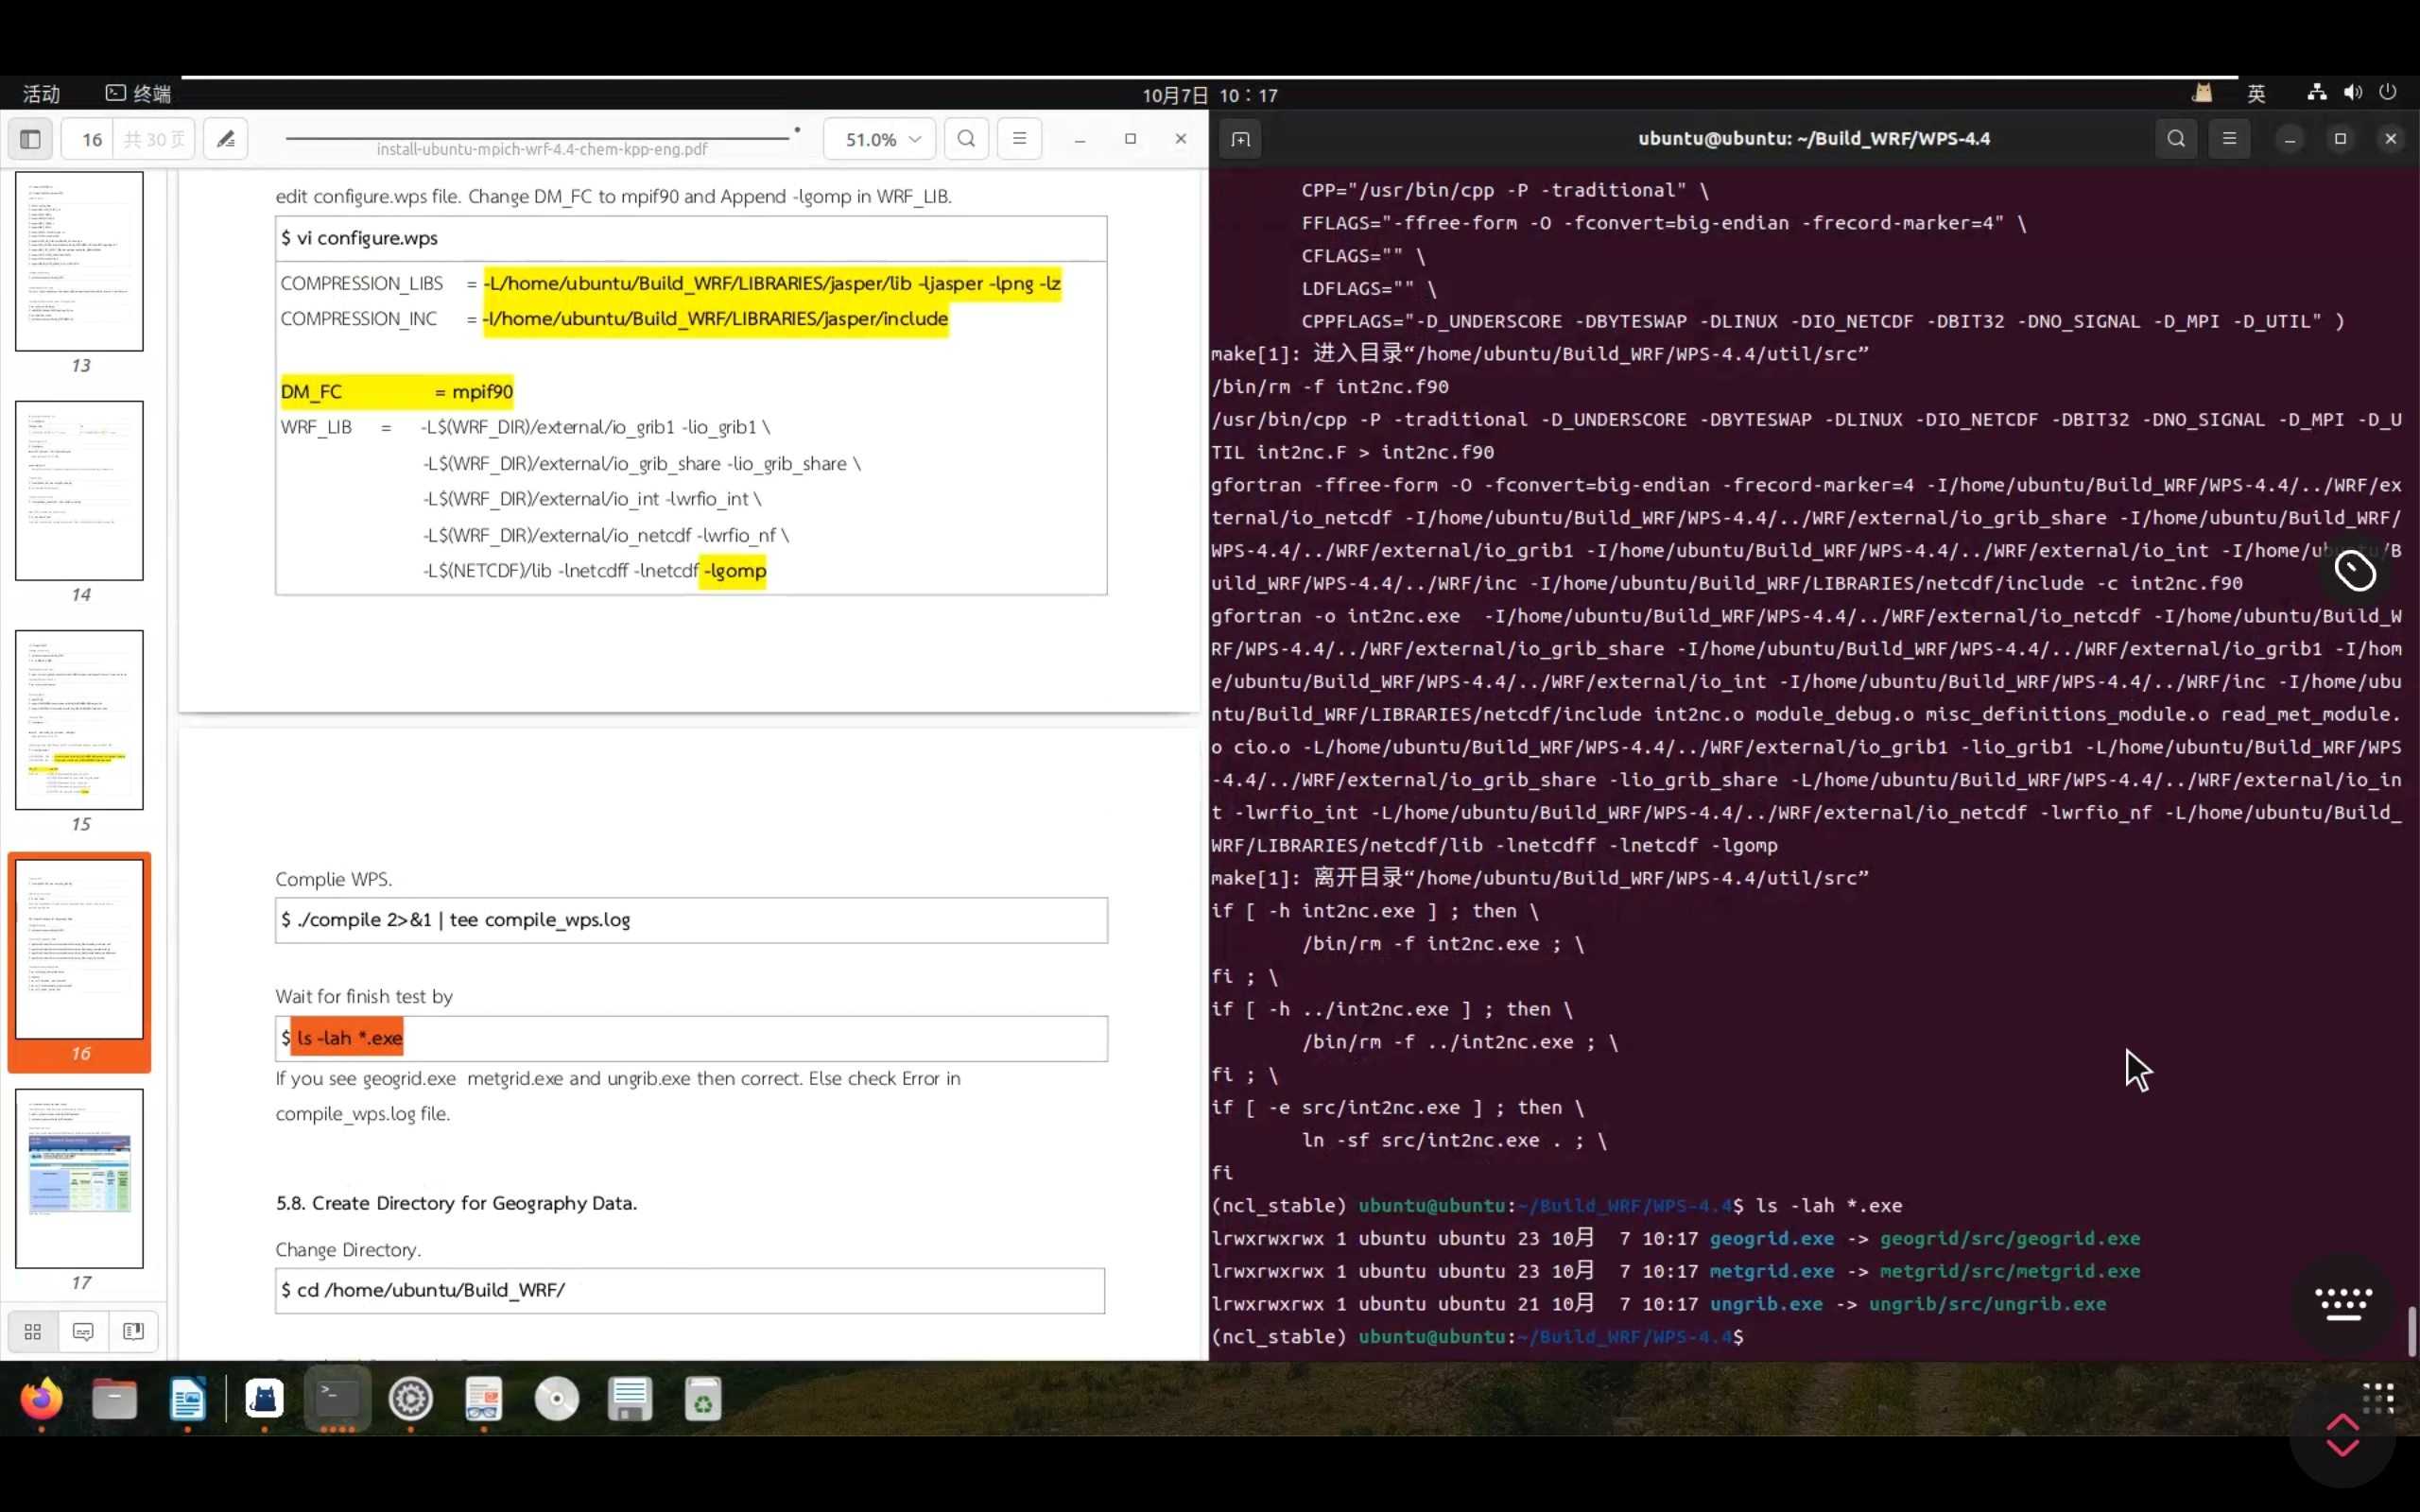 活动
终端
10月7日 10：17
英
16
共 30 页
install-ubuntu-mpich-wrf-4.4-chem-kpp-eng.pdf
51.0%
13
14
15
16
17
edit configure.wps file. Change DM_FC to mpif90 and Append -lgomp in WRF_LIB.
$ vi configure.wps
COMPRESSION_LIBS = -L/home/ubuntu/Build_WRF/LIBRARIES/jasper/lib -ljasper -lpng -lz
COMPRESSION_INC = -I/home/ubuntu/Build_WRF/LIBRARIES/jasper/include
DM_FC = mpif90
WRF_LIB = -L$(WRF_DIR)/external/io_grib1 -lio_grib1 \
-L$(WRF_DIR)/external/io_grib_share -lio_grib_share \
-L$(WRF_DIR)/external/io_int -lwrfio_int \
-L$(WRF_DIR)/external/io_netcdf -lwrfio_nf \
-L$(NETCDF)/lib -lnetcdff -lnetcdf -lgomp
Complie WPS.
$ ./compile 2>&1 | tee compile_wps.log
Wait for finish test by
$ ls -lah *.exe
If you see geogrid.exe metgrid.exe and ungrib.exe then correct. Else check Error in
compile_wps.log file.
5.8. Create Directory for Geography Data.
Change Directory.
$ cd /home/ubuntu/Build_WRF/
ubuntu@ubuntu: ~/Build_WRF/WPS-4.4
CPP="/usr/bin/cpp -P -traditional" \
FFLAGS="-ffree-form -O -fconvert=big-endian -frecord-marker=4" \
CFLAGS="" \
LDFLAGS="" \
CPPFLAGS="-D_UNDERSCORE -DBYTESWAP -DLINUX -DIO_NETCDF -DBIT32 -DNO_SIGNAL -D_MPI -D_UTIL" )
make[1]: 进入目录“/home/ubuntu/Build_WRF/WPS-4.4/util/src”
/bin/rm -f int2nc.f90
/usr/bin/cpp -P -traditional -D_UNDERSCORE -DBYTESWAP -DLINUX -DIO_NETCDF -DBIT32 -DNO_SIGNAL -D_MPI -D_U
TIL int2nc.F > int2nc.f90
gfortran -ffree-form -O -fconvert=big-endian -frecord-marker=4 -I/home/ubuntu/Build_WRF/WPS-4.4/../WRF/ex
ternal/io_netcdf -I/home/ubuntu/Build_WRF/WPS-4.4/../WRF/external/io_grib_share -I/home/ubuntu/Build_WRF/
WPS-4.4/../WRF/external/io_grib1 -I/home/ubuntu/Build_WRF/WPS-4.4/../WRF/external/io_int -I/home/ubuntu/B
uild_WRF/WPS-4.4/../WRF/inc -I/home/ubuntu/Build_WRF/LIBRARIES/netcdf/include -c int2nc.f90
gfortran -o int2nc.exe  -I/home/ubuntu/Build_WRF/WPS-4.4/../WRF/external/io_netcdf -I/home/ubuntu/Build_W
RF/WPS-4.4/../WRF/external/io_grib_share -I/home/ubuntu/Build_WRF/WPS-4.4/../WRF/external/io_grib1 -I/hom
e/ubuntu/Build_WRF/WPS-4.4/../WRF/external/io_int -I/home/ubuntu/Build_WRF/WPS-4.4/../WRF/inc -I/home/ubu
ntu/Build_WRF/LIBRARIES/netcdf/include int2nc.o module_debug.o misc_definitions_module.o read_met_module.
o cio.o -L/home/ubuntu/Build_WRF/WPS-4.4/../WRF/external/io_grib1 -lio_grib1 -L/home/ubuntu/Build_WRF/WPS
-4.4/../WRF/external/io_grib_share -lio_grib_share -L/home/ubuntu/Build_WRF/WPS-4.4/../WRF/external/io_in
t -lwrfio_int -L/home/ubuntu/Build_WRF/WPS-4.4/../WRF/external/io_netcdf -lwrfio_nf -L/home/ubuntu/Build_
WRF/LIBRARIES/netcdf/lib -lnetcdff -lnetcdf -lgomp
make[1]: 离开目录“/home/ubuntu/Build_WRF/WPS-4.4/util/src”
if [ -h int2nc.exe ] ; then \
/bin/rm -f int2nc.exe ; \
fi ; \
if [ -h ../int2nc.exe ] ; then \
/bin/rm -f ../int2nc.exe ; \
fi ; \
if [ -e src/int2nc.exe ] ; then \
ln -sf src/int2nc.exe . ; \
fi
(ncl_stable) ubuntu@ubuntu:~/Build_WRF/WPS-4.4$ ls -lah *.exe
lrwxrwxrwx 1 ubuntu ubuntu 23 10月  7 10:17 geogrid.exe -> geogrid/src/geogrid.exe
lrwxrwxrwx 1 ubuntu ubuntu 23 10月  7 10:17 metgrid.exe -> metgrid/src/metgrid.exe
lrwxrwxrwx 1 ubuntu ubuntu 21 10月  7 10:17 ungrib.exe -> ungrib/src/ungrib.exe
(ncl_stable) ubuntu@ubuntu:~/Build_WRF/WPS-4.4$